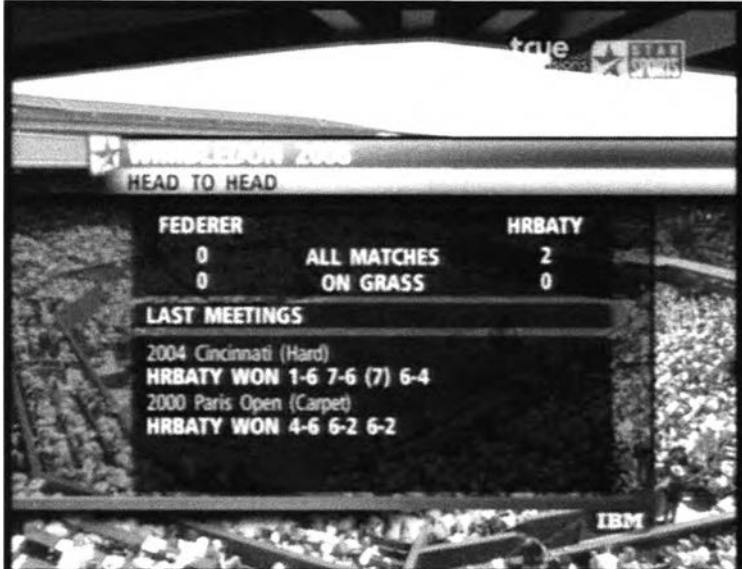 true
visions
STAR
SPORTS
WIMBLEDON 2008
HEAD TO HEAD
FEDERER HRBATY
0 ALL MATCHES 2
0 ON GRASS 0
LAST MEETINGS
2004 Cincinnati (Hard)
HRBATY WON 1-6 7-6 (7) 6-4
2000 Paris Open (Carpet)
HRBATY WON 4-6 6-2 6-2
IBM